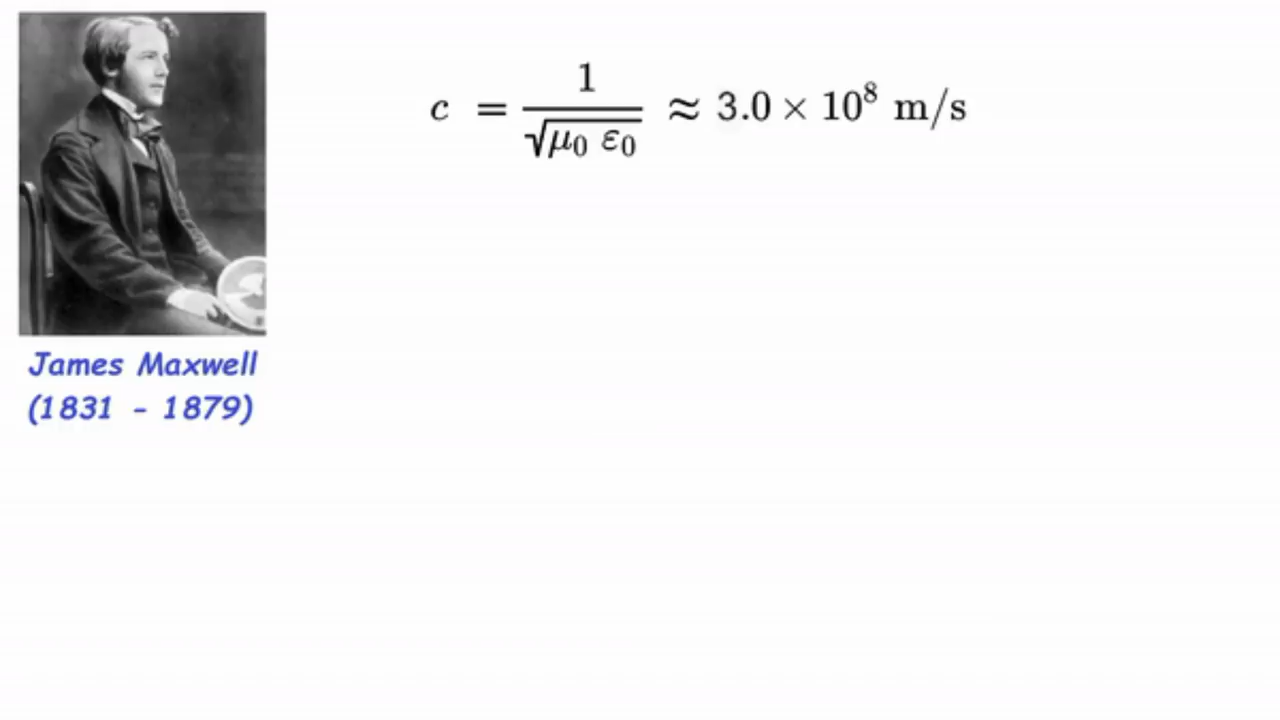 c = 1/√(μ₀ ε₀) ≈ 3.0 × 10⁸ m/s
James Maxwell
(1831 - 1879)